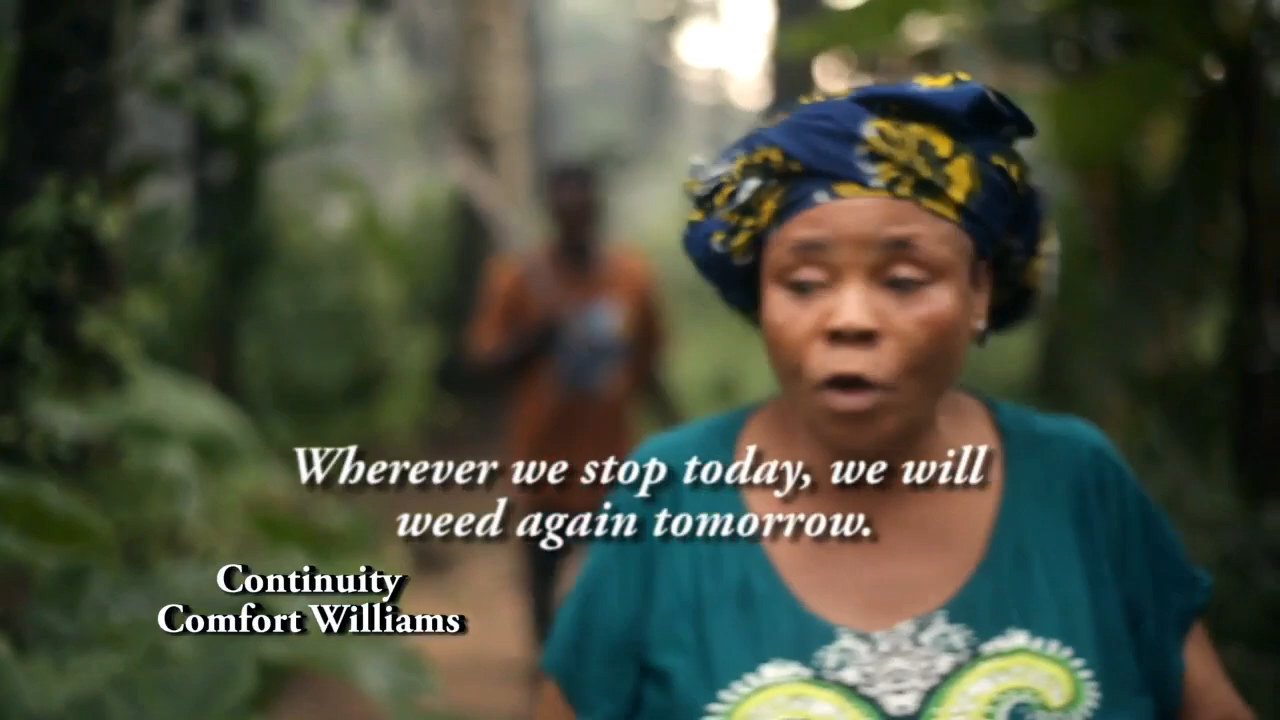 Wherever we stop today, we will
weed again tomorrow.
Continuity
Comfort Williams